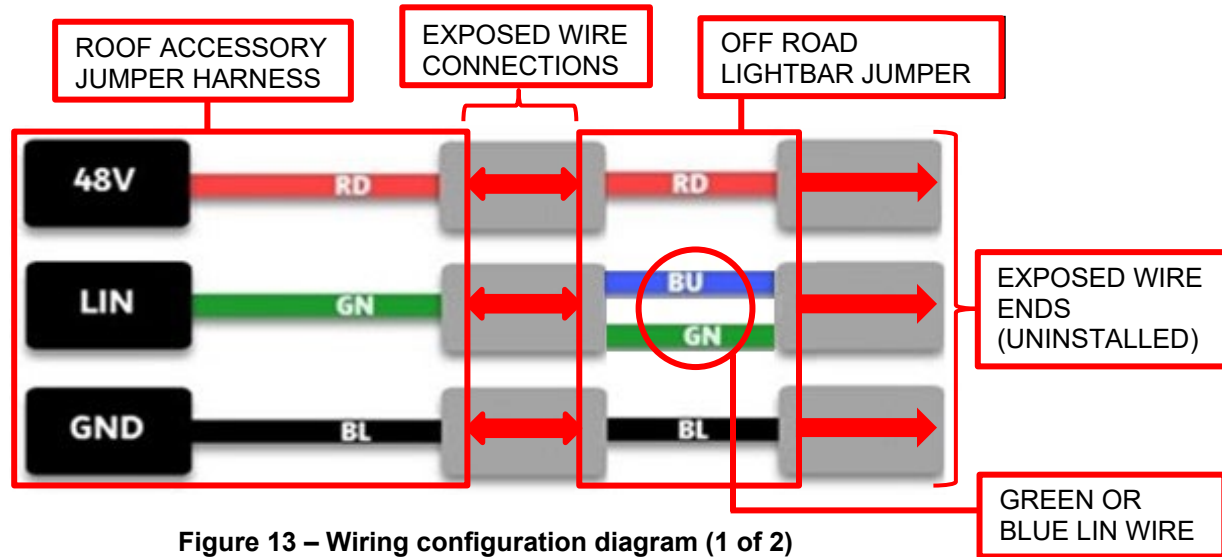 ROOF ACCESSORY
JUMPER HARNESS
EXPOSED WIRE
CONNECTIONS
OFF ROAD
LIGHTBAR JUMPER
48V
RD
RD
LIN
GN
BU
GN
GND
BL
BL
EXPOSED WIRE
ENDS
(UNINSTALLED)
GREEN OR
BLUE LIN WIRE
Figure 13 – Wiring configuration diagram (1 of 2)